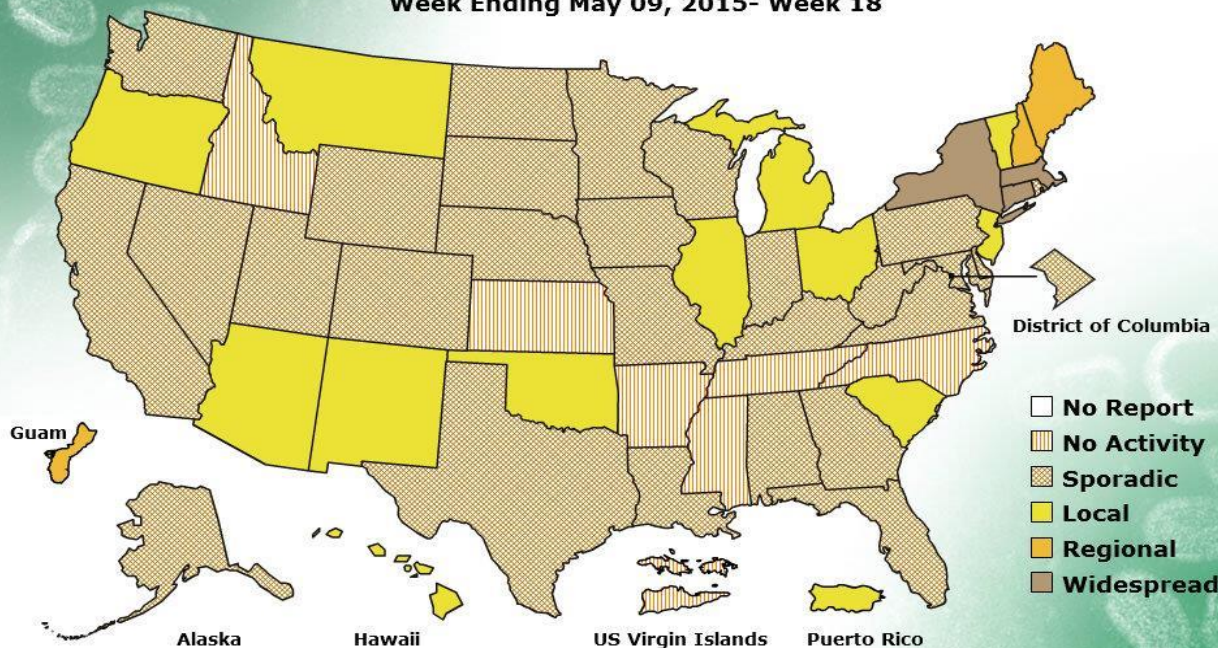 Week Ending May 09, 2015- Week 18
District of Columbia
No Report
Guam
No Activity
Sporadic
Local
Regional
Widespread
Alaska
Hawaii
US Virgin Islands
Puerto Rico